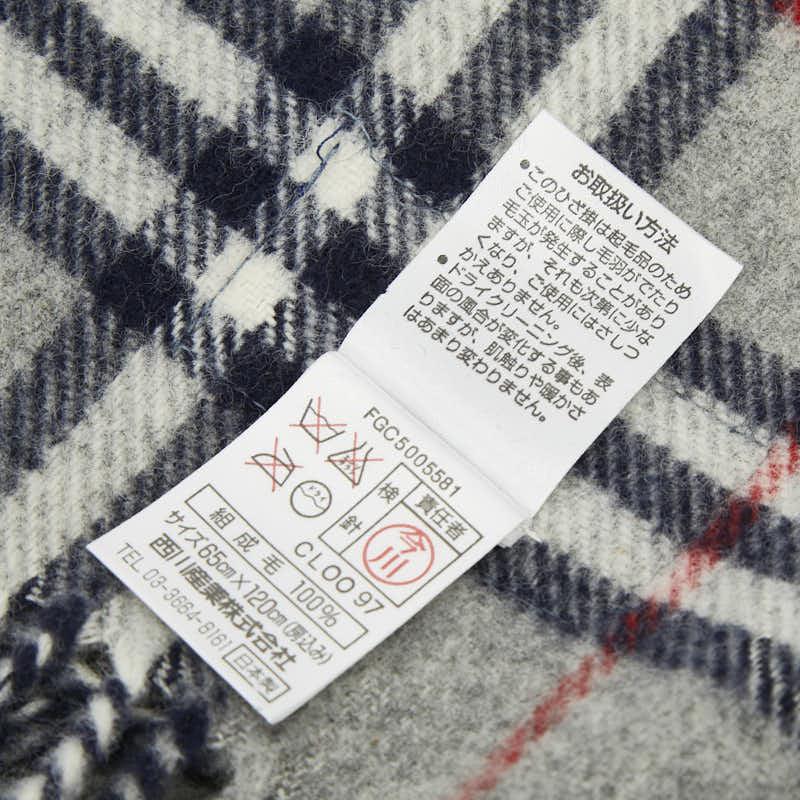 お取扱い方法
●このひざ掛は起毛品のため
ご使用に際し毛羽がでたり
毛玉が発生することがあり
ますが、それも次第に少な
くなり、ご使用にはさしつ
かえありません。
●ドライクリーニング後、表
面の風合が変化する事もあ
りますが、肌触りや暖かさ
はあまり変わりません。
FGC5005581
ドライ
検針
責任者
今川
CL0097
組成 毛 100%
サイズ65cm×120cm(房込み)
西川産業株式会社
TEL 03-3664-8161 日本製